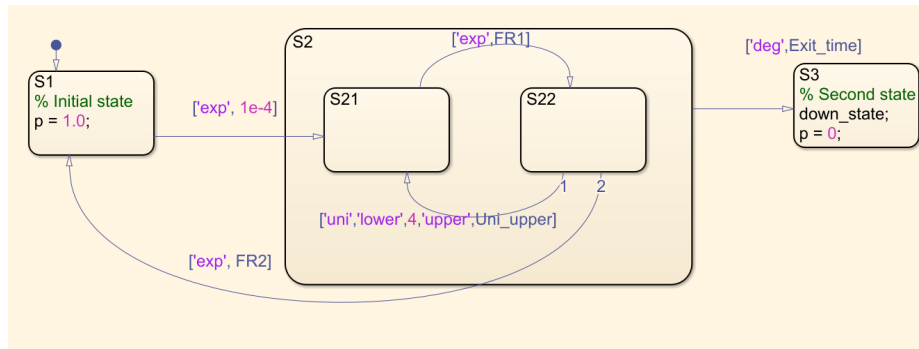 S1
% Initial state
p = 1.0;
['exp', 1e-4]
S2
['exp',FR1]
S21
S22
1
2
['uni','lower',4,'upper',Uni_upper]
['exp', FR2]
['deg',Exit_time]
S3
% Second state
down_state;
p = 0;